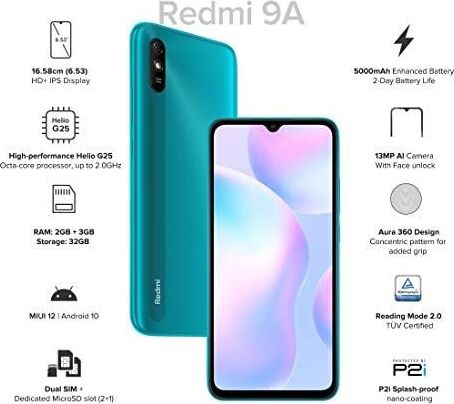 Redmi 9A
6.53"
16.58cm (6.53)
HD+ IPS Display
Helio
G25
High-performance Helio G25
Octa-core processor, up to 2.0GHz
RAM: 2GB + 3GB
Storage: 32GB
MIUI 12 | Android 10
Dual SIM +
Dedicated MicroSD slot (2+1)
Redmi
5000mAh Enhanced Battery
2-Day Battery Life
13MP AI Camera
With Face unlock
Aura 360 Design
Concentric pattern for
added grip
Reading Mode 2.0
TÜV Certified
PROTECTED BY
P2i
P2i Splash-proof
nano-coating